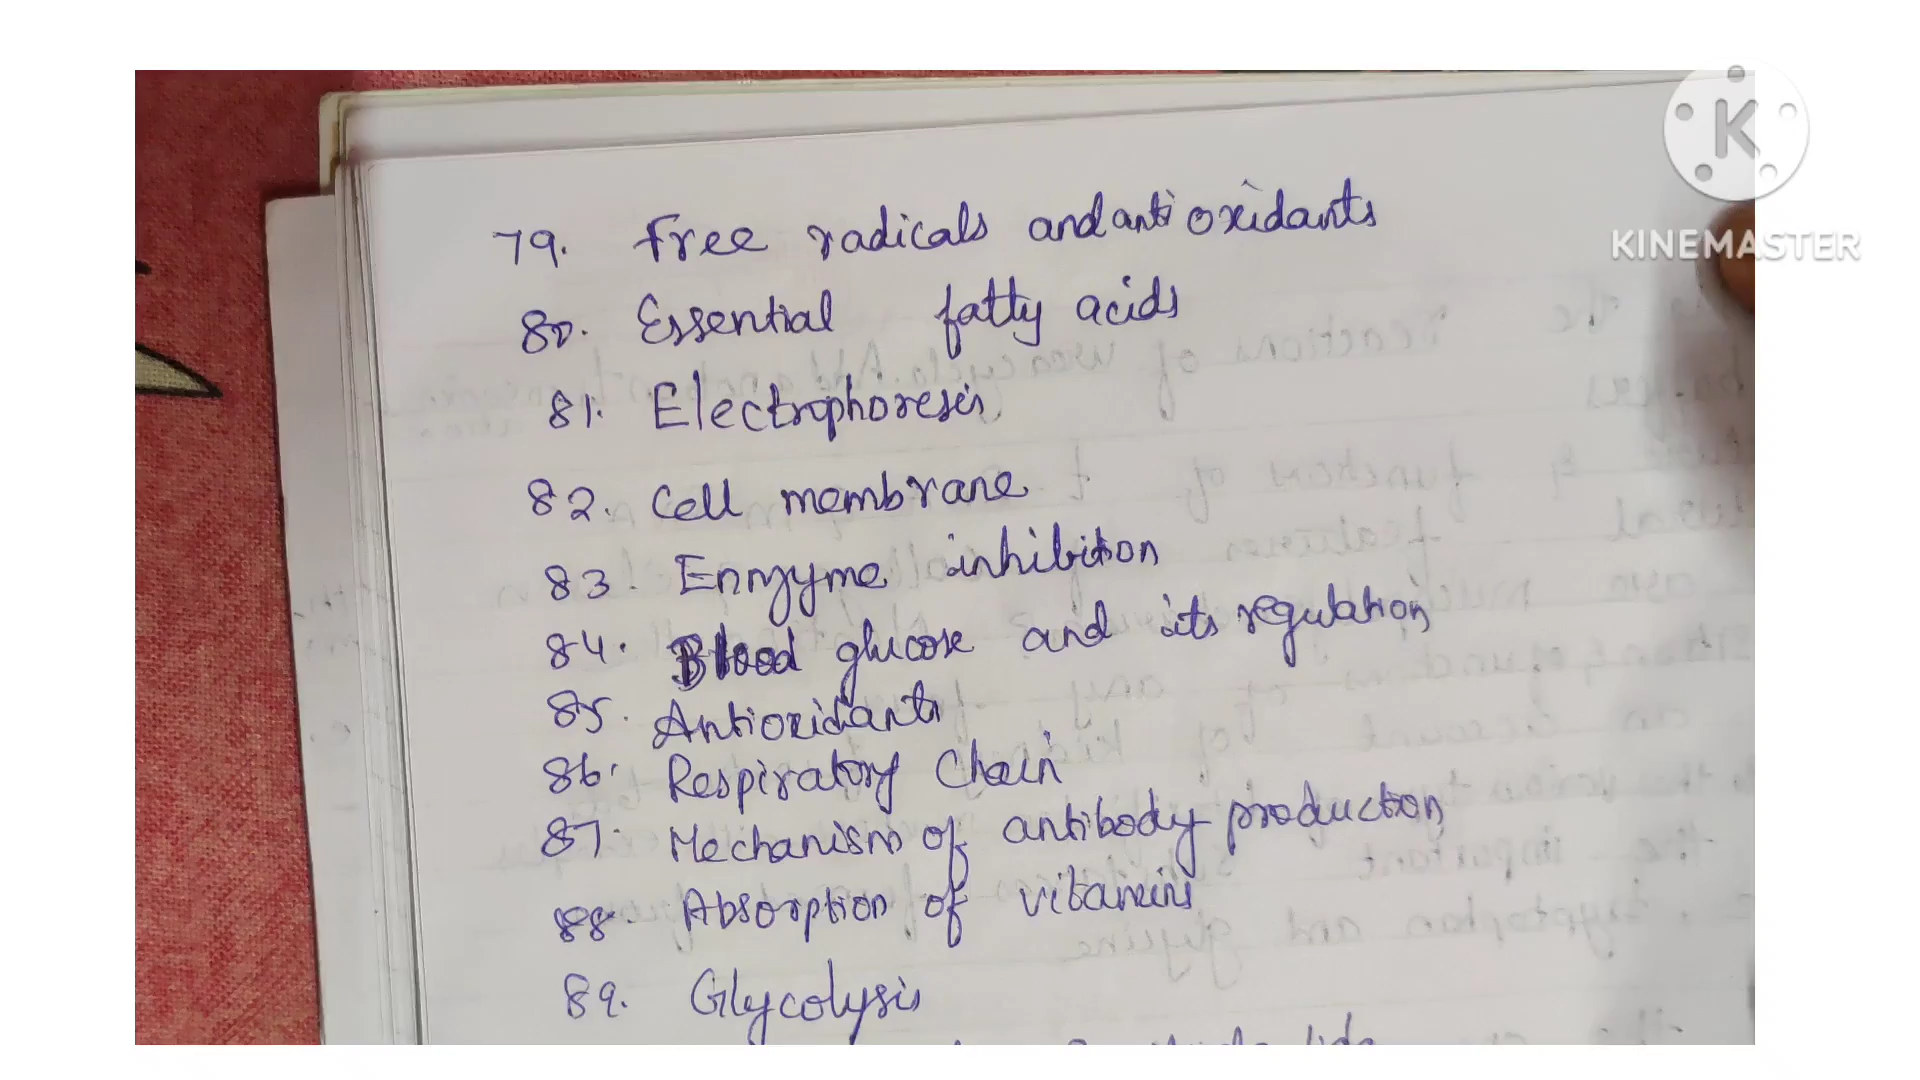 K
KINEMASTER
79. Free radicals and antioxidants
80. Essential fatty acids
81. Electrophoresis
82. Cell membrane
83. Enzyme inhibition
84. Blood glucose and its regulation
85. Antioxidants
86. Respiratory Chain
87. Mechanism of antibody production
88. Absorption of vitamins
89. Glycolysis